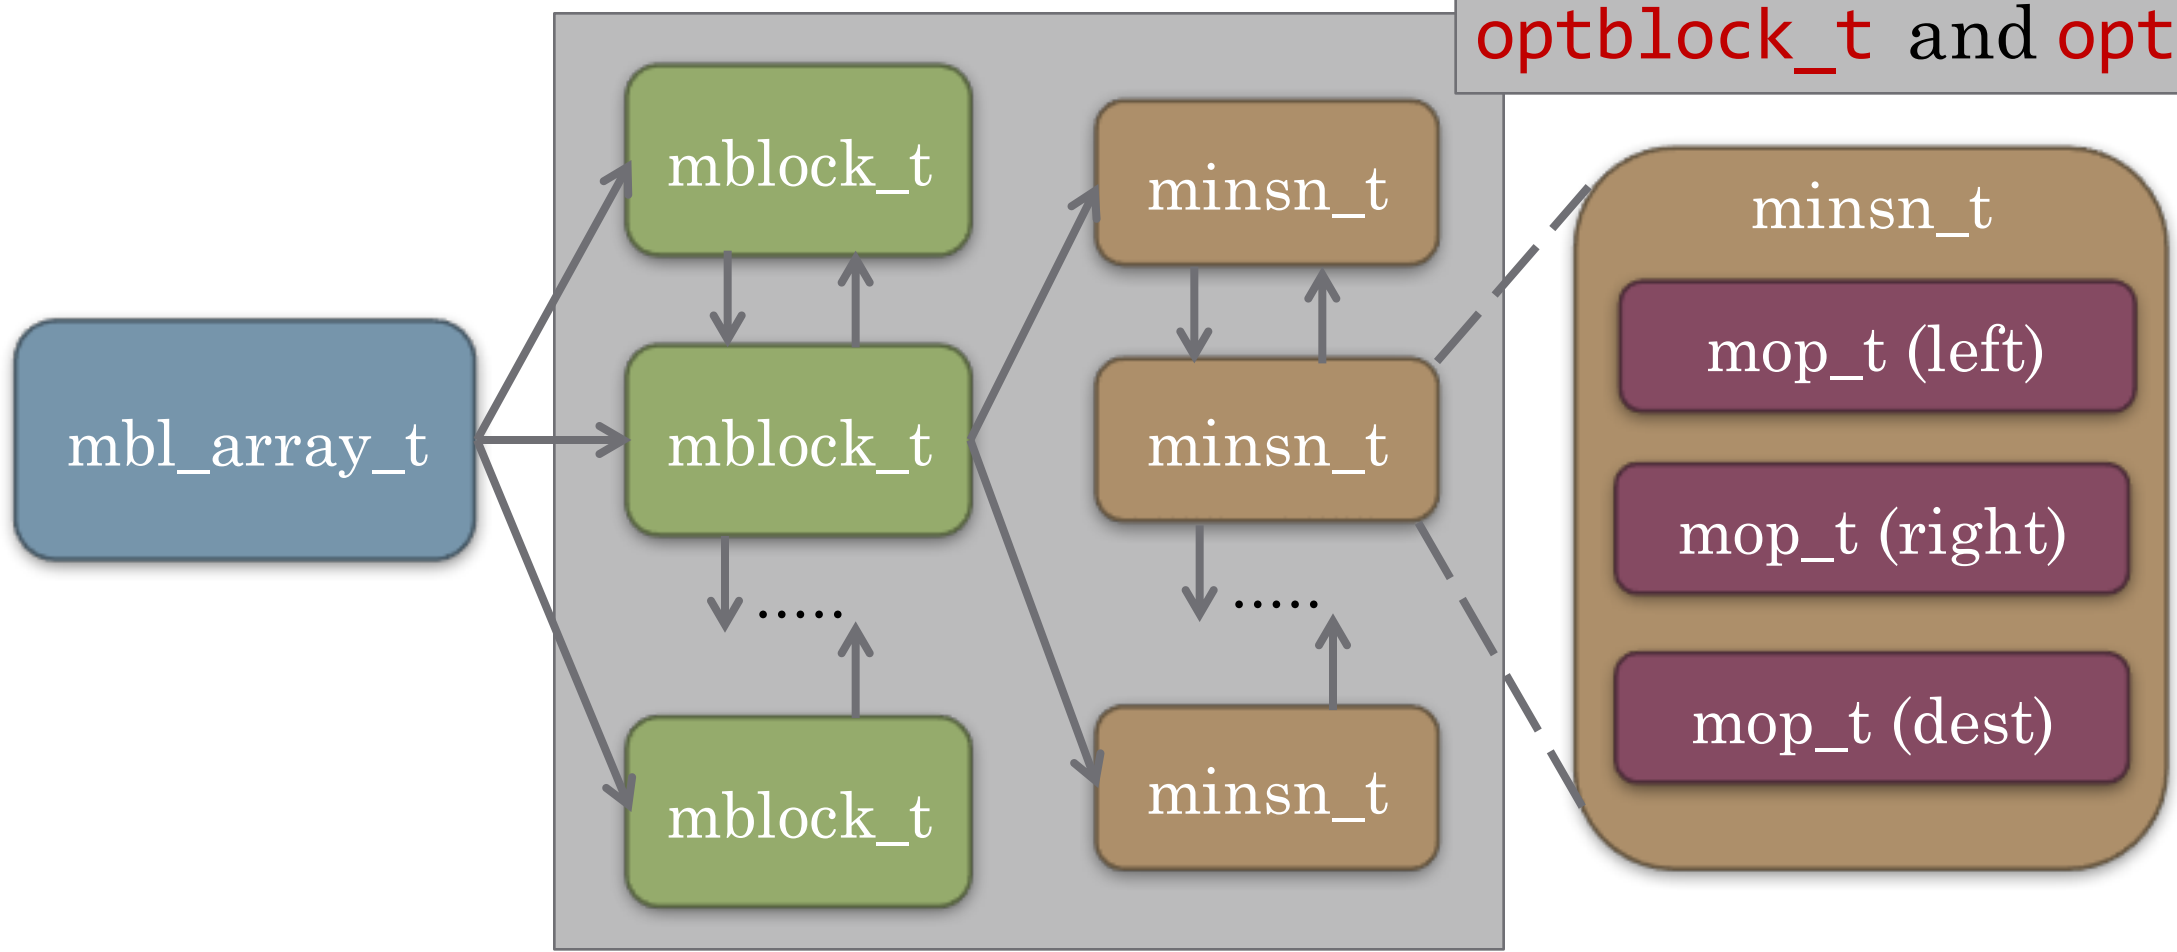 optblock_t and opt
mblock_t
minsn_t
minsn_t
mop_t (left)
mbl_array_t
mblock_t
minsn_t
mop_t (right)
.....
.....
mop_t (dest)
mblock_t
minsn_t